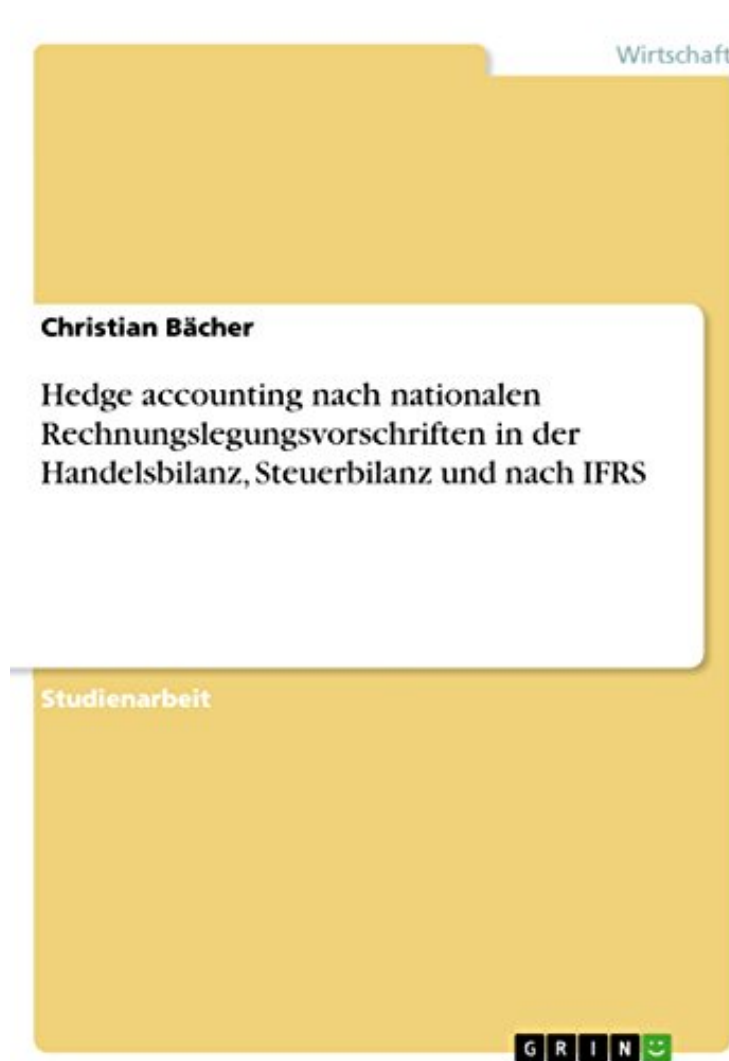 Wirtschaft
Christian Bächer
Hedge accounting nach nationalen
Rechnungslegungsvorschriften in der
Handelsbilanz, Steuerbilanz und nach IFRS
Studienarbeit
GRIN